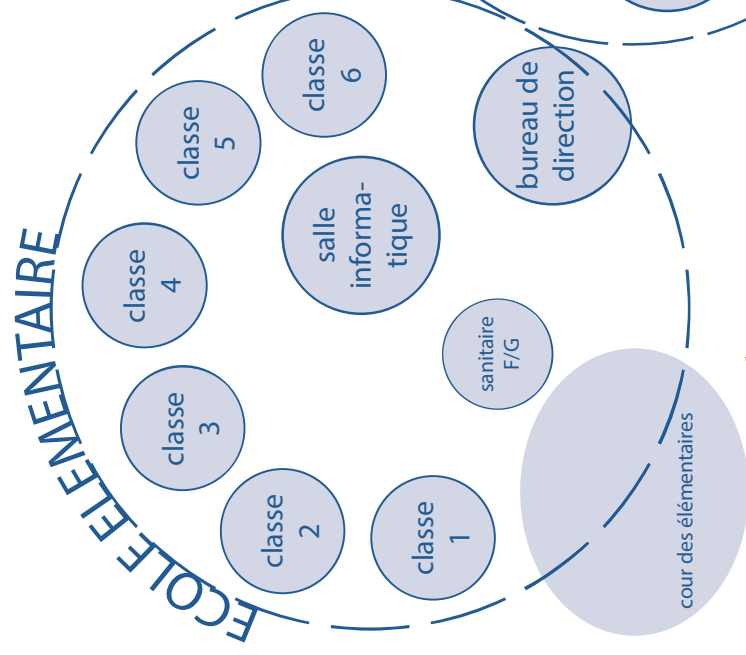 ECOLE ELEMENTAIRE
classe
1
classe
2
classe
3
classe
4
classe
5
classe
6
salle
informa-
tique
sanitaire
F/G
bureau de
direction
cour des élémentaires